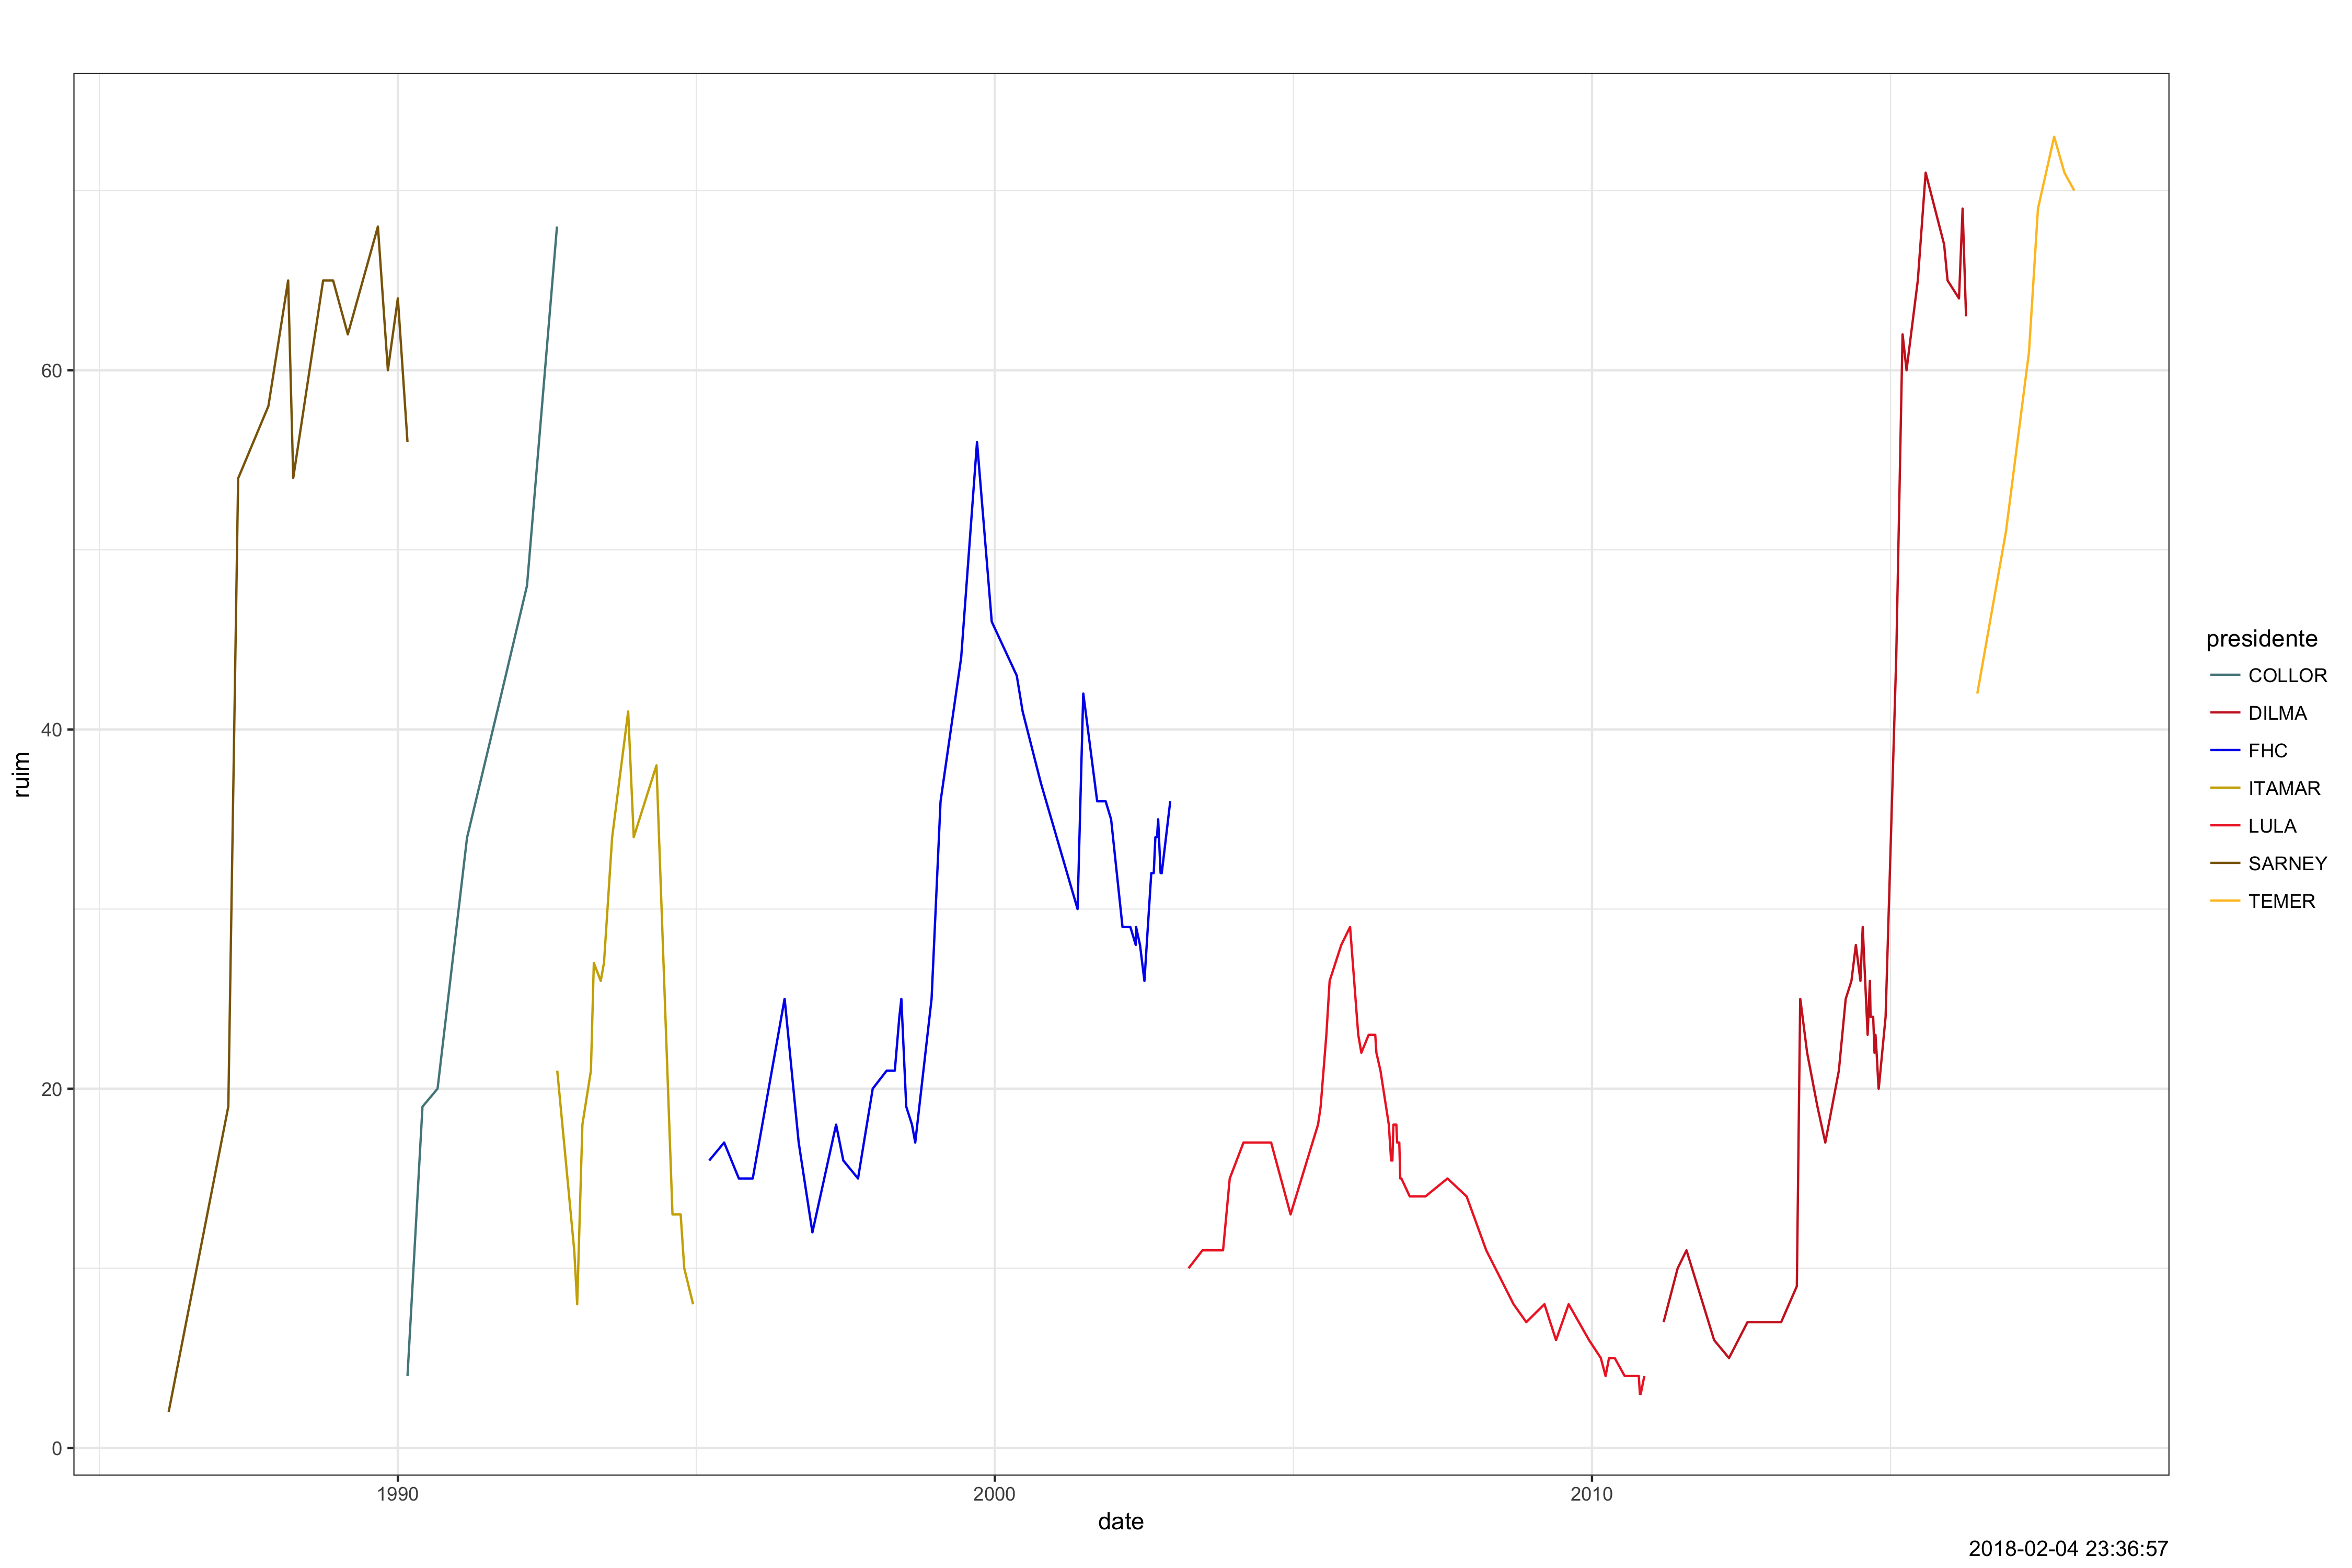 ruim
60
40
20
0
1990
2000
2010
date
presidente
COLLOR
DILMA
FHC
ITAMAR
LULA
SARNEY
TEMER
2018-02-04 23:36:57